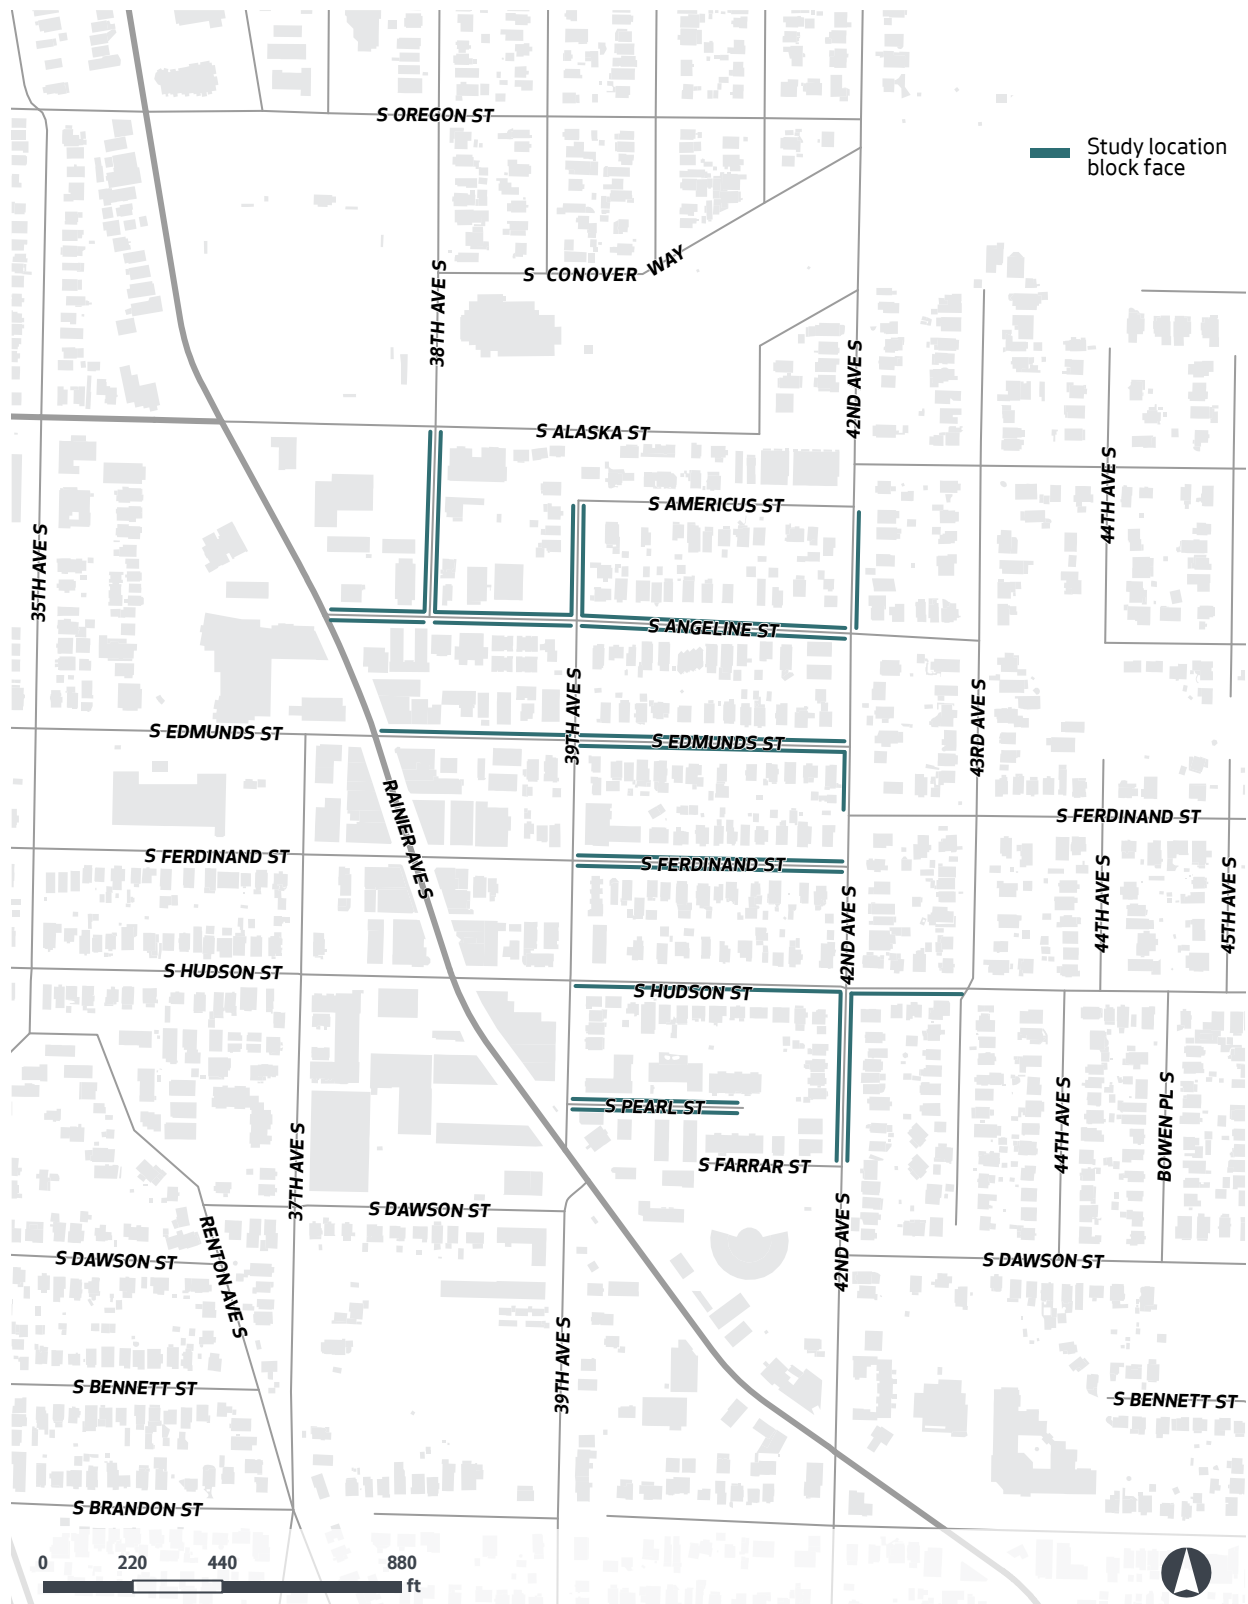 S OREGON ST
Study location
block face
S CONOVER WAY
38TH AVE S
42ND AVE S
S ALASKA ST
44TH AVE S
S AMERICUS ST
35TH AVE S
S ANGELINE ST
39TH AVE S
43RD AVE S
S EDMUNDS ST
S EDMUNDS ST
RAINIER AVE S
S FERDINAND ST
S FERDINAND ST
S FERDINAND ST
44TH AVE S
45TH AVE S
42ND AVE S
S HUDSON ST
S HUDSON ST
44TH AVE S
BOWEN PL S
S PEARL ST
37TH AVE S
S FARRAR ST
S DAWSON ST
RENTON AVE S
42ND AVE S
S DAWSON ST
S DAWSON ST
39TH AVE S
S BENNETT ST
S BENNETT ST
S BRANDON ST
0 220 440 880
ft